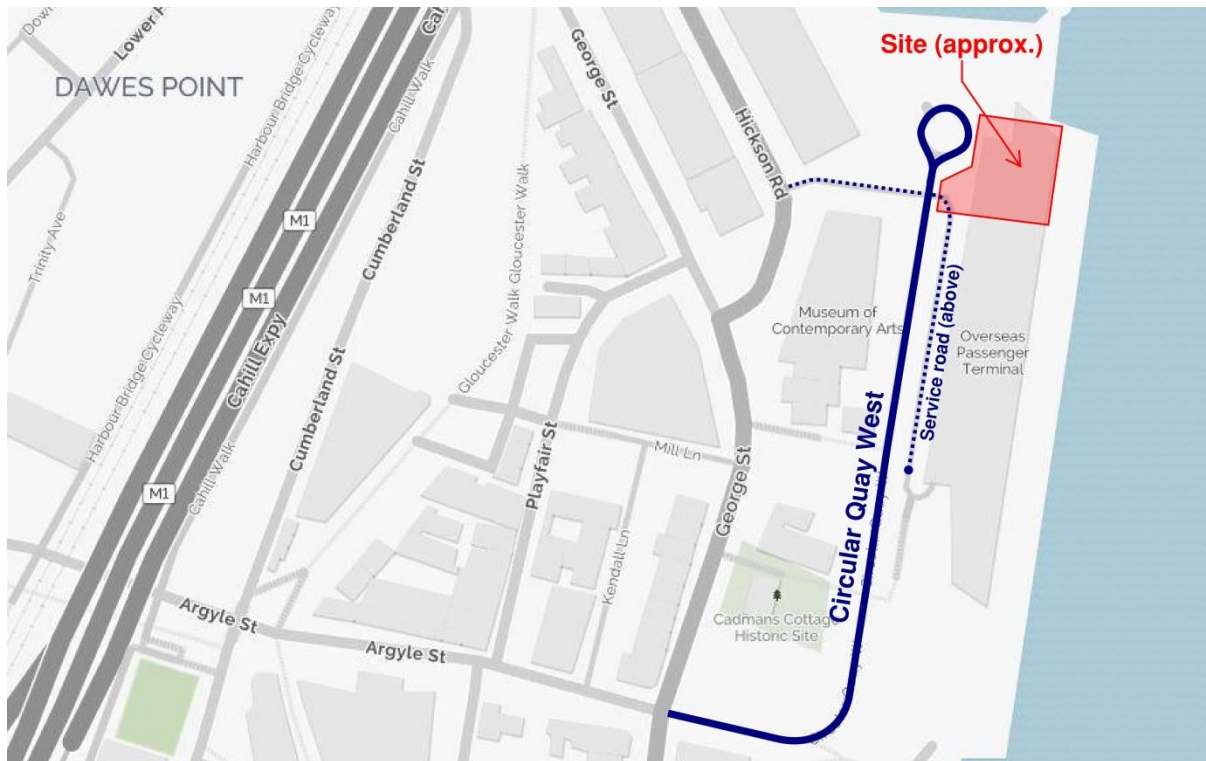 Site (approx.)
DAWES POINT
Harbour Bridge Cycleway
Cahill Walk
George St
Hickson Rd
Cumberland St
Gloucester Walk
Gloucester Walk
Trinity Ave
M1
M1
M1
Cahill Expy
Harbour Bridge Cycleway
Cumberland St
Cahill Walk
Museum of
Contemporary Arts
Overseas
Passenger
Terminal
Service road (above)
Circular Quay West
Playfair St
Mill Ln
George St
Kendall Ln
Cadmans Cottage
Historic Site
Argyle St
Argyle St